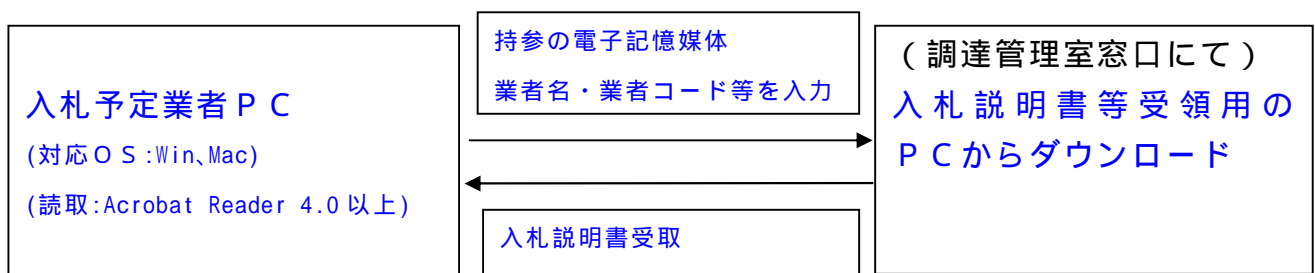 入札予定業者ＰＣ
(対応ＯＳ:Win、Mac)
(読取:Acrobat Reader 4.0以上)
持参の電子記憶媒体
業者名・業者コード等を入力
入札説明書受取
（調達管理室窓口にて）
入札説明書等受領用の
ＰＣからダウンロード